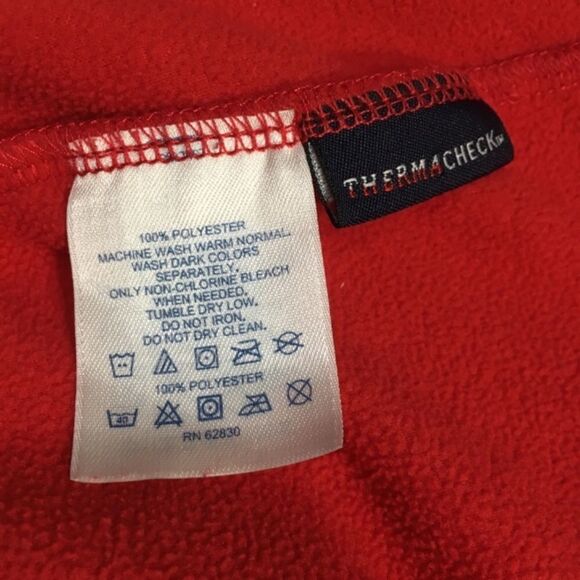 THERMACHECK™
100% POLYESTER
MACHINE WASH WARM NORMAL.
WASH DARK COLORS
SEPARATELY.
ONLY NON-CHLORINE BLEACH
WHEN NEEDED.
TUMBLE DRY LOW.
DO NOT IRON.
DO NOT DRY CLEAN.
100% POLYESTER
40
RN 62830